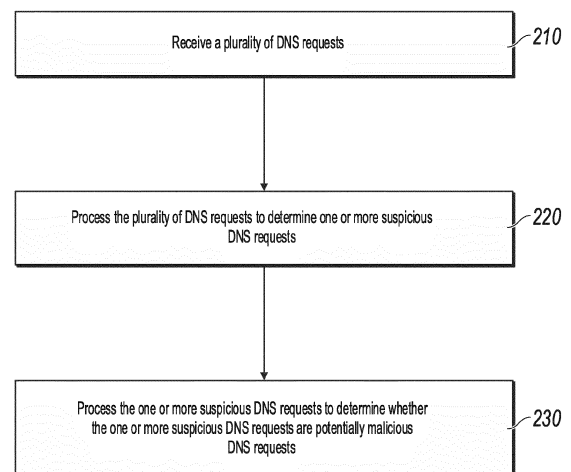 Receive a plurality of DNS requests
210
Process the plurality of DNS requests to determine one or more suspicious
DNS requests
220
Process the one or more suspicious DNS requests to determine whether
the one or more suspicious DNS requests are potentially malicious
DNS requests
230